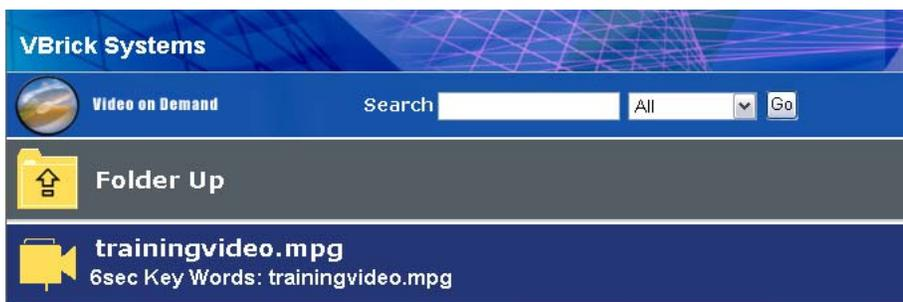 VBrick Systems
Video on Demand Search All Go
Folder Up
trainingvideo.mpg
6sec Key Words: trainingvideo.mpg